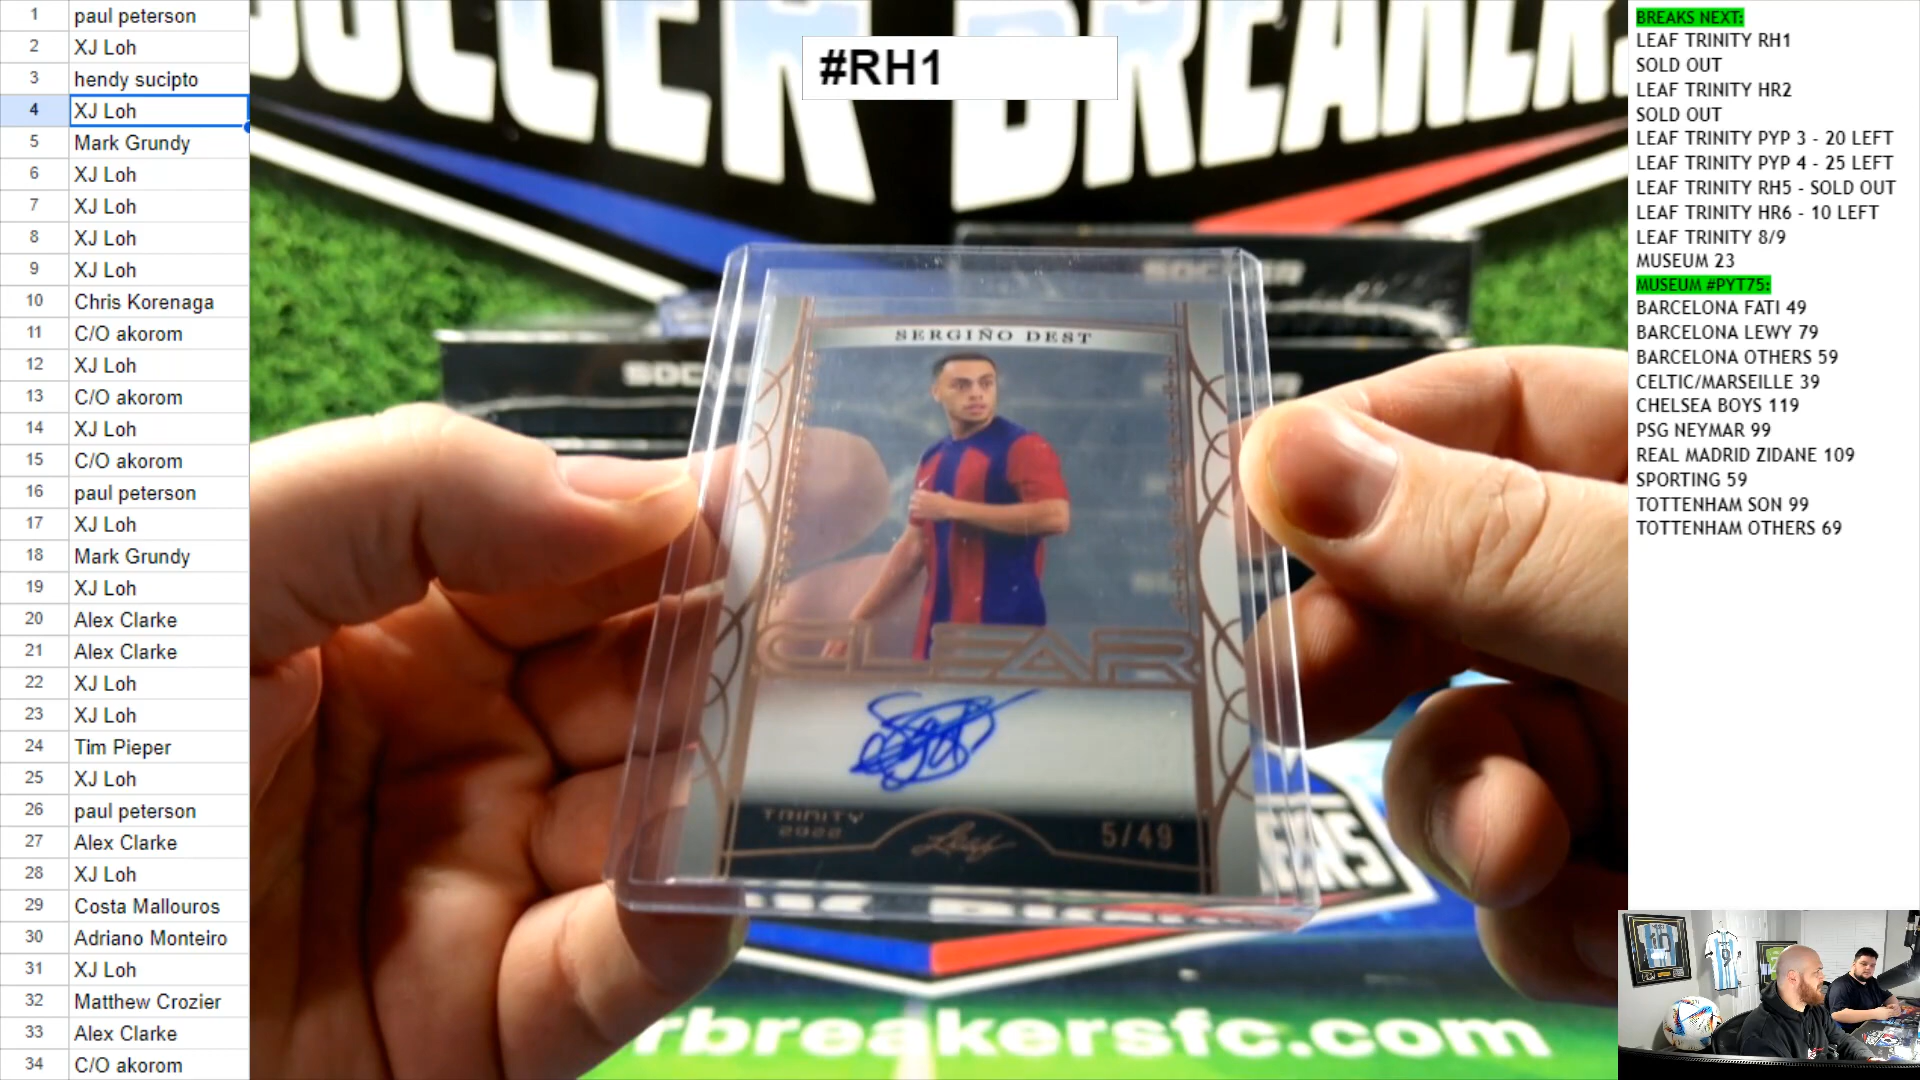 1 paul peterson
2 XJ Loh
3 hendy sucipto
4 XJ Loh
5 Mark Grundy
6 XJ Loh
7 XJ Loh
8 XJ Loh
9 XJ Loh
10 Chris Korenaga
11 C/O akorom
12 XJ Loh
13 C/O akorom
14 XJ Loh
15 C/O akorom
16 paul peterson
17 XJ Loh
18 Mark Grundy
19 XJ Loh
20 Alex Clarke
21 Alex Clarke
22 XJ Loh
23 XJ Loh
24 Tim Pieper
25 XJ Loh
26 paul peterson
27 Alex Clarke
28 XJ Loh
29 Costa Mallouros
30 Adriano Monteiro
31 XJ Loh
32 Matthew Crozier
33 Alex Clarke
34 C/O akorom
SOCCER BREAKERS
#RH1
SOCCER
SERGIÑO DEST
CLEAR
TRINITY
2022
Leaf
5/49
rbreakersfc.com
BREAKS NEXT:
LEAF TRINITY RH1
SOLD OUT
LEAF TRINITY HR2
SOLD OUT
LEAF TRINITY PYP 3 - 20 LEFT
LEAF TRINITY PYP 4 - 25 LEFT
LEAF TRINITY RH5 - SOLD OUT
LEAF TRINITY HR6 - 10 LEFT
LEAF TRINITY 8/9
MUSEUM 23
MUSEUM #PYT75:
BARCELONA FATI 49
BARCELONA LEWY 79
BARCELONA OTHERS 59
CELTIC/MARSEILLE 39
CHELSEA BOYS 119
PSG NEYMAR 99
REAL MADRID ZIDANE 109
SPORTING 59
TOTTENHAM SON 99
TOTTENHAM OTHERS 69